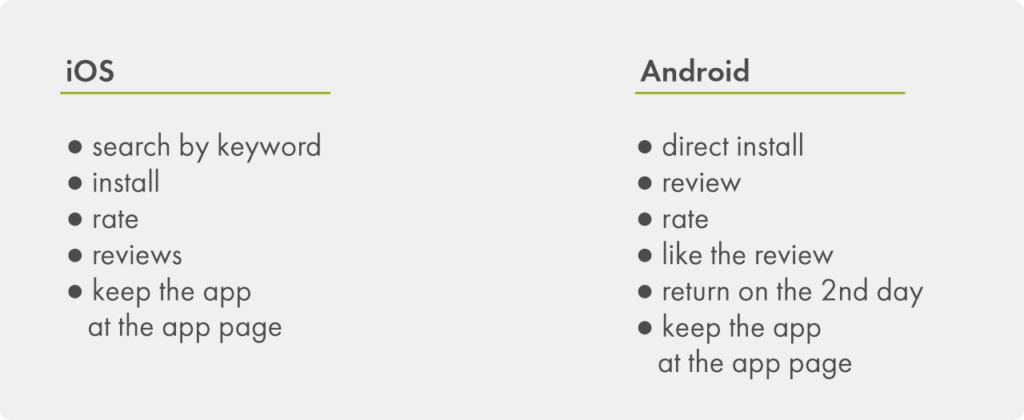 iOS
● search by keyword
● install
● rate
● reviews
● keep the app
at the app page
Android
● direct install
● review
● rate
● like the review
● return on the 2nd day
● keep the app
at the app page